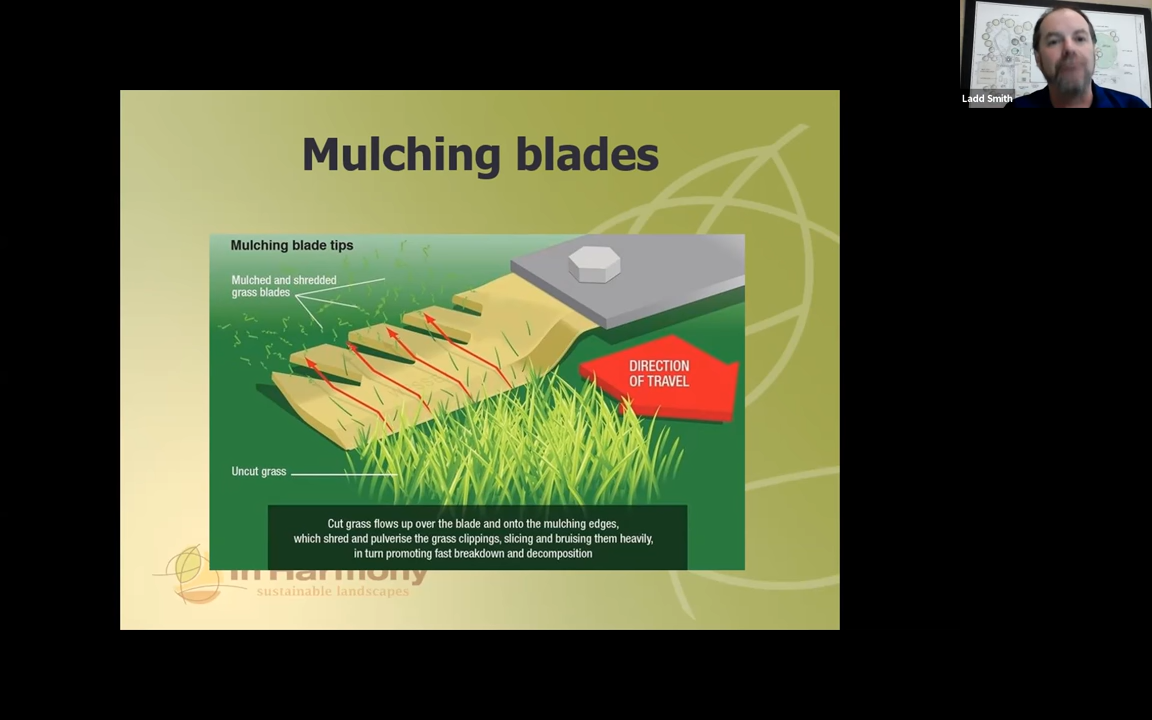 Ladd Smith
Mulching blades
Mulching blade tips
Mulched and shredded
grass blades
DIRECTION
OF TRAVEL
Uncut grass
Cut grass flows up over the blade and onto the mulching edges,
which shred and pulverise the grass clippings, slicing and bruising them heavily,
in turn promoting fast breakdown and decomposition
in Harmony
sustainable landscapes